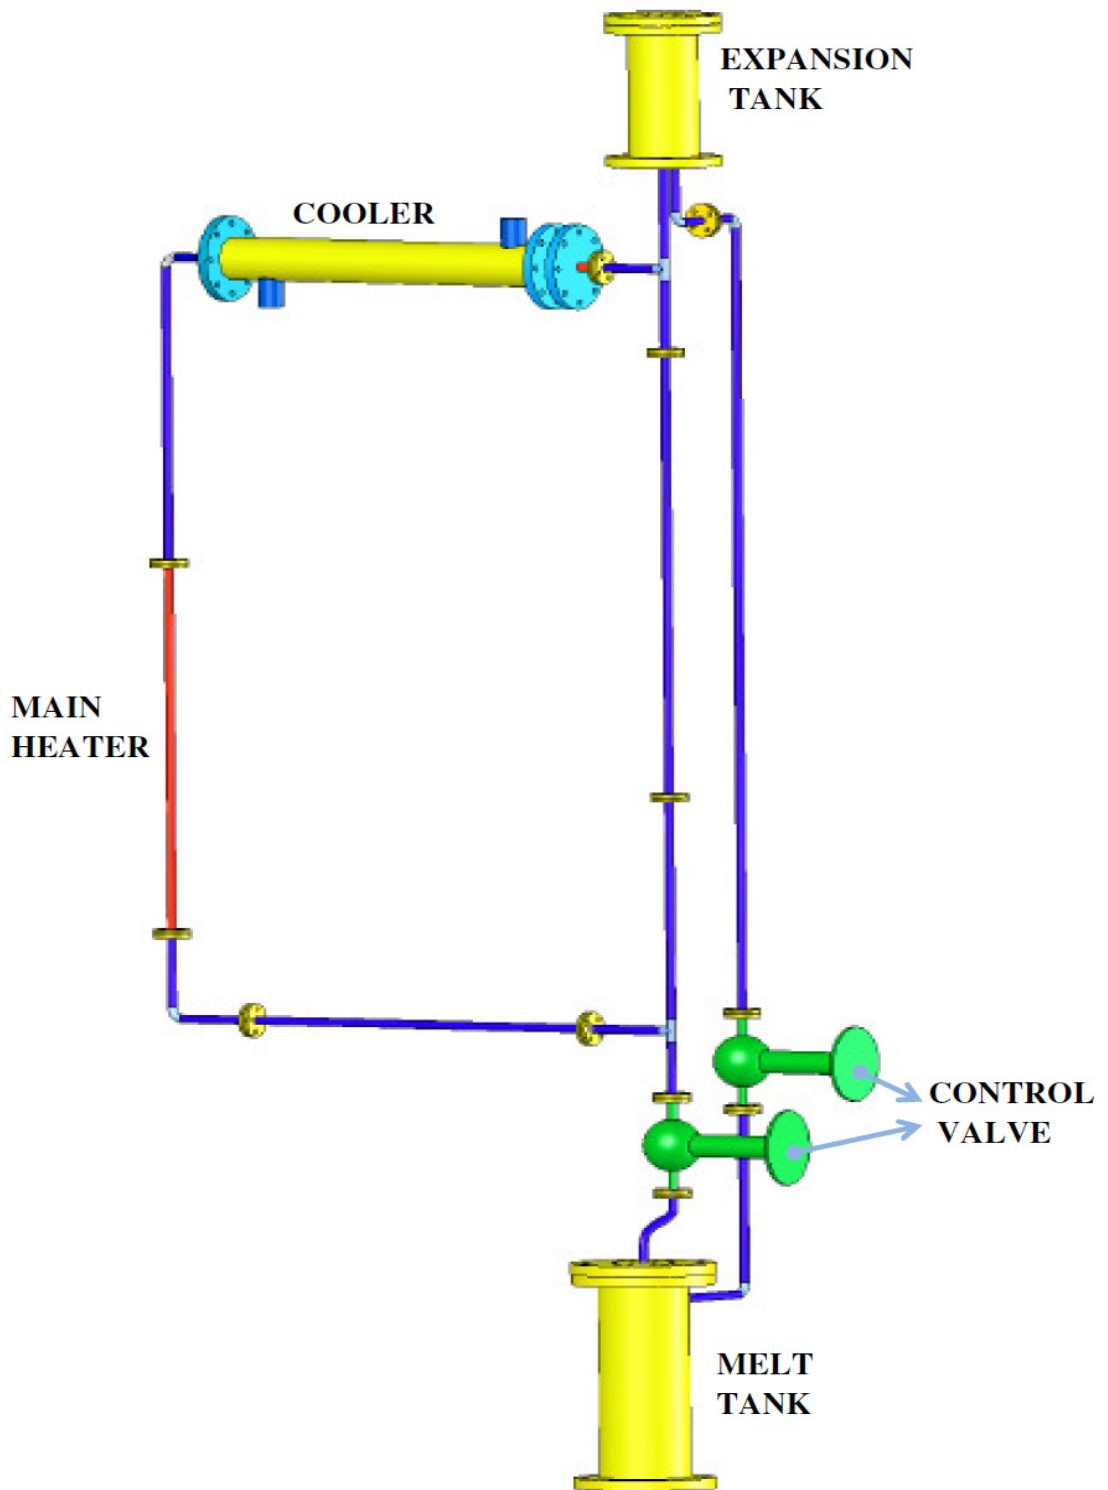 EXPANSION
TANK
COOLER
MAIN
HEATER
CONTROL
VALVE
MELT
TANK